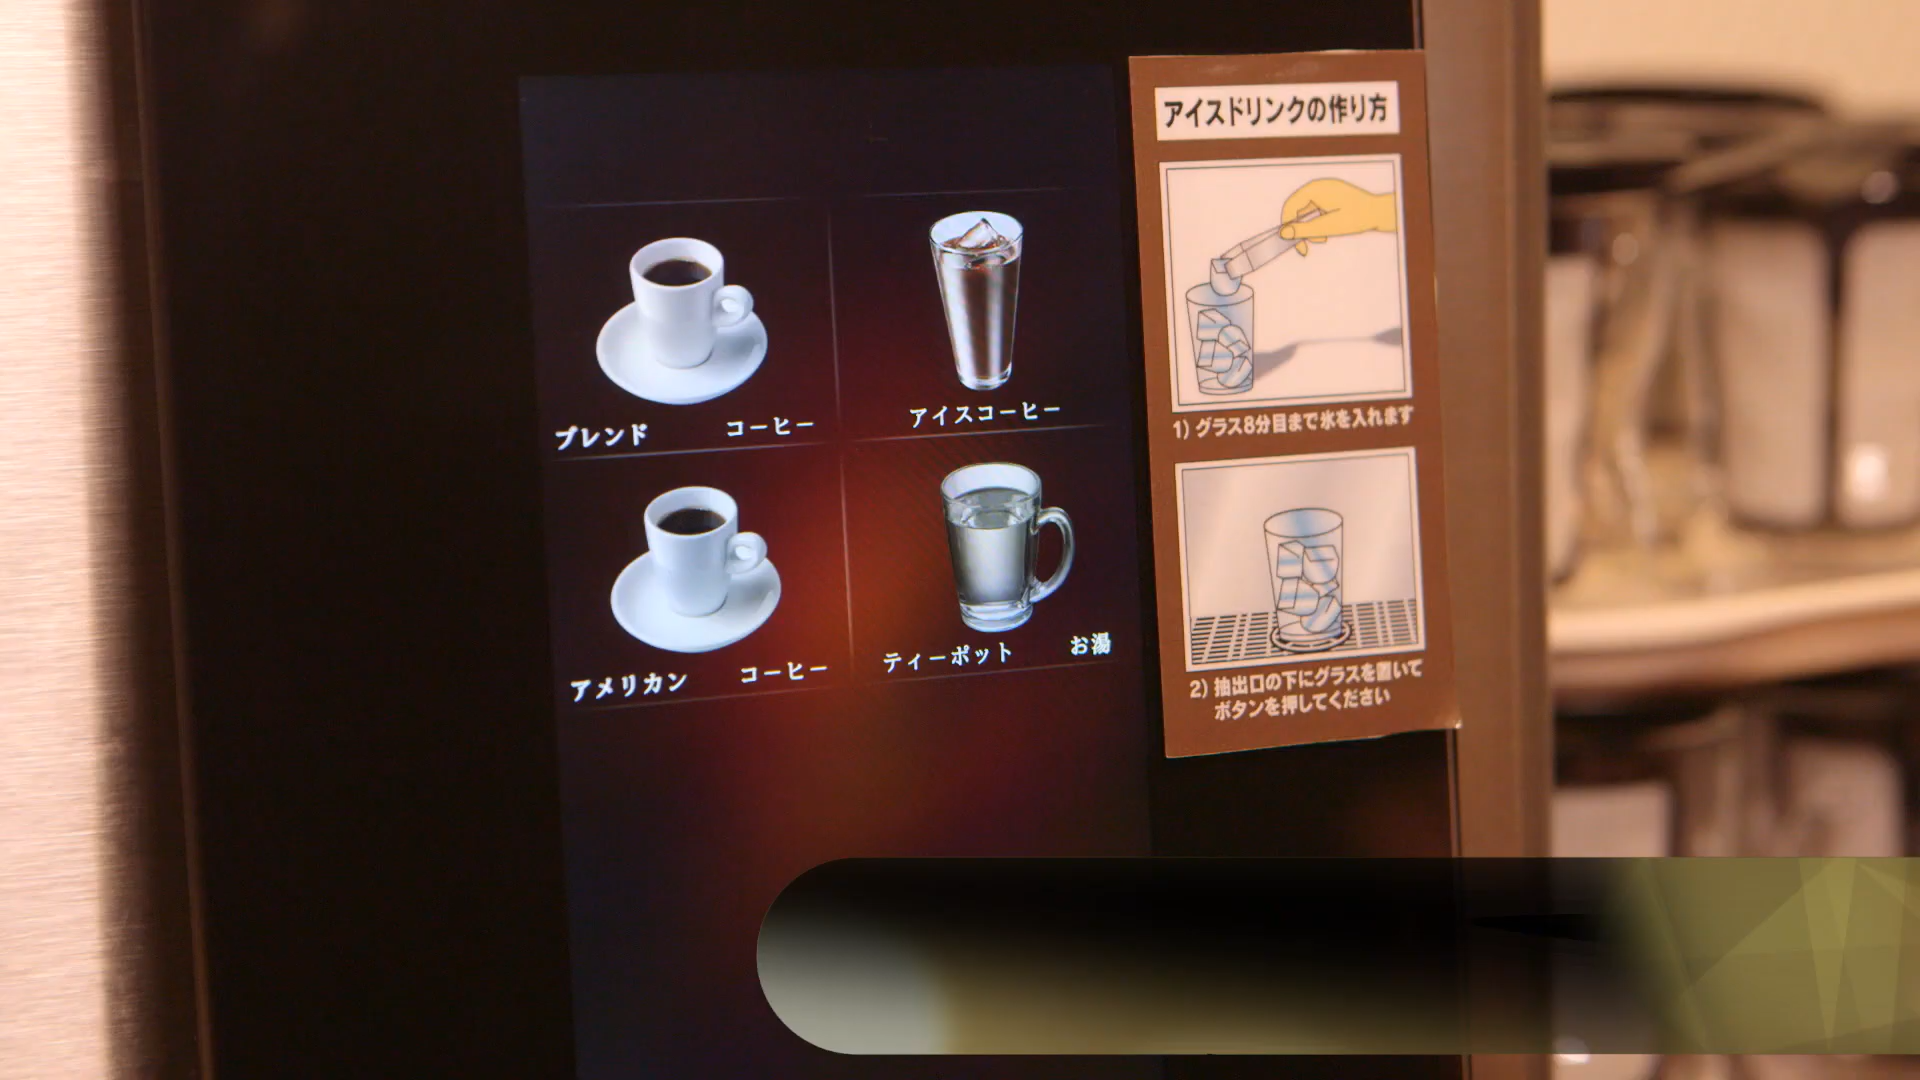 ブレンド コーヒー
アイスコーヒー
アメリカン コーヒー
ティーポット お湯
アイスドリンクの作り方
1) グラス8分目まで氷を入れます
2) 抽出口の下にグラスを置いて
ボタンを押してください